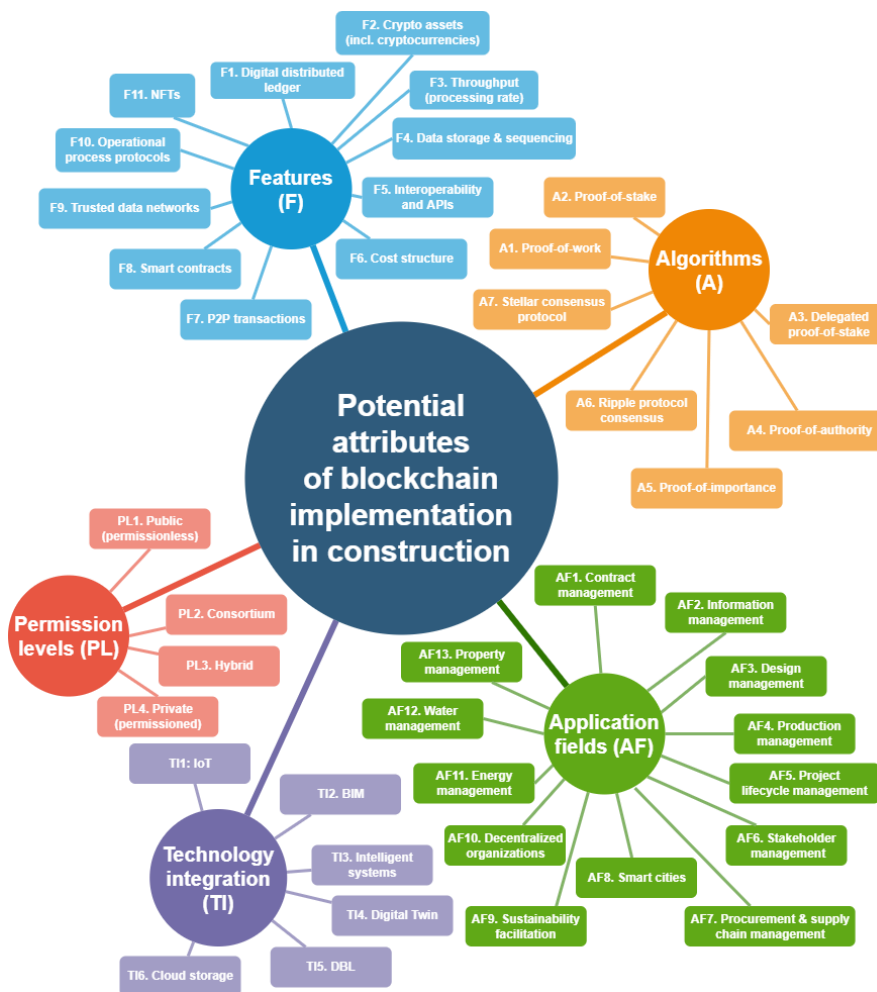 Potential
attributes
of blockchain
implementation
in construction
Features
(F)
F1. Digital distributed
ledger
F2. Crypto assets
(incl. cryptocurrencies)
F3. Throughput
(processing rate)
F4. Data storage & sequencing
F5. Interoperability
and APIs
F6. Cost structure
F7. P2P transactions
F8. Smart contracts
F9. Trusted data networks
F10. Operational
process protocols
F11. NFTs
Algorithms
(A)
A1. Proof-of-work
A2. Proof-of-stake
A3. Delegated
proof-of-stake
A4. Proof-of-authority
A5. Proof-of-importance
A6. Ripple protocol
consensus
A7. Stellar consensus
protocol
Application
fields (AF)
AF1. Contract
management
AF2. Information
management
AF3. Design
management
AF4. Production
management
AF5. Project
lifecycle management
AF6. Stakeholder
management
AF7. Procurement & supply
chain management
AF8. Smart cities
AF9. Sustainability
facilitation
AF10. Decentralized
organizations
AF11. Energy
management
AF12. Water
management
AF13. Property
management
Technology
integration
(TI)
TI1: IoT
TI2. BIM
TI3. Intelligent
systems
TI4. Digital Twin
TI5. DBL
TI6. Cloud storage
Permission
levels (PL)
PL1. Public
(permissionless)
PL2. Consortium
PL3. Hybrid
PL4. Private
(permissioned)